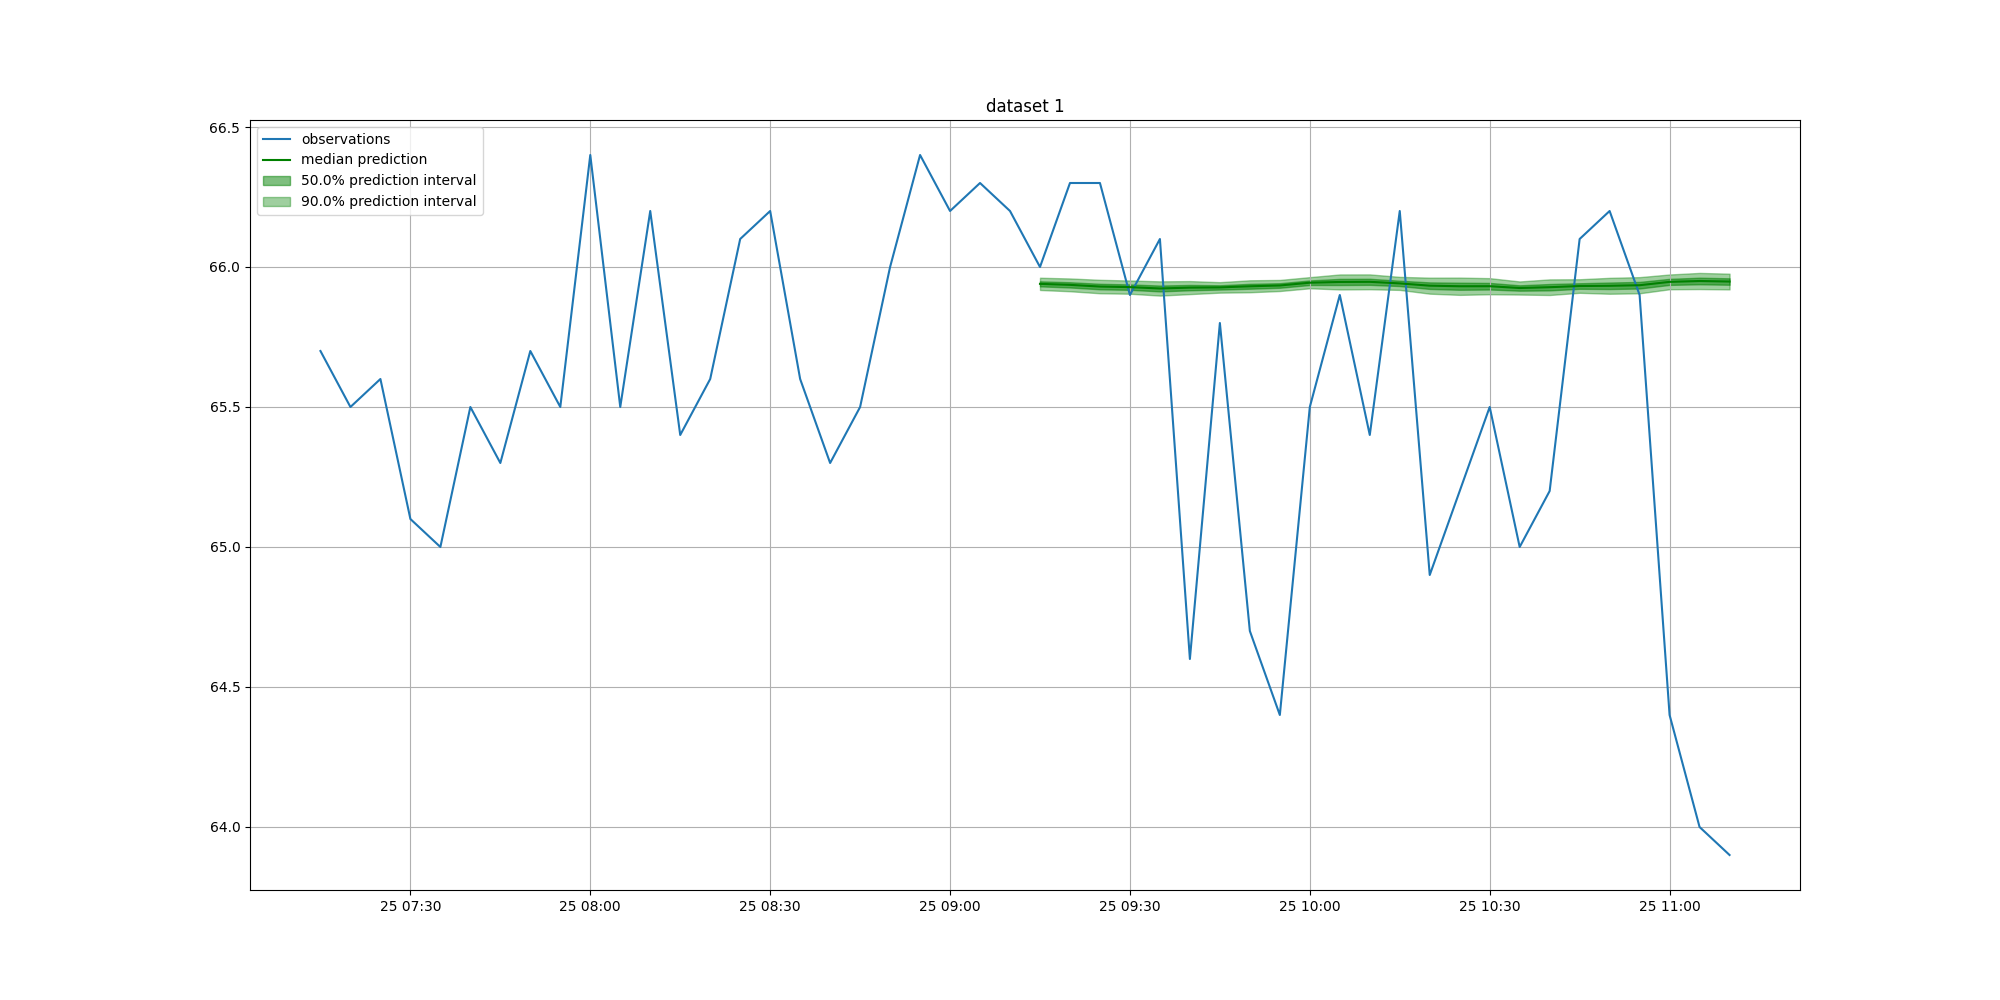 dataset 1
66.5
66.0
65.5
65.0
64.5
64.0
observations
median prediction
50.0% prediction interval
90.0% prediction interval
25 07:30
25 08:00
25 08:30
25 09:00
25 09:30
25 10:00
25 10:30
25 11:00